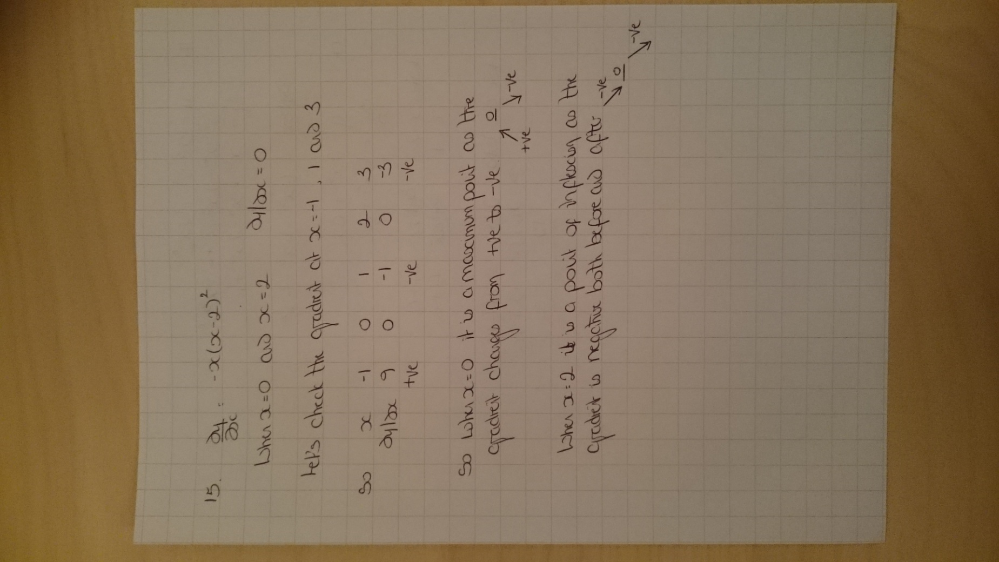 15. dy/dx = -x(x-2)²
When x=0 and x=2 dy/dx=0
Let's check the gradient at x=-1, 1 and 3
So x -1 0 1 2 3
dy/dx 9 0 -1 0 -3
+ve -ve -ve
So when x=0 it is a maximum point as the
gradient changes from +ve to -ve. +ve ↗ 0 ↘ -ve
When x=2 it is a point of inflexion as the
gradient is negative both before and after ↘ -ve 0 ↘ -ve